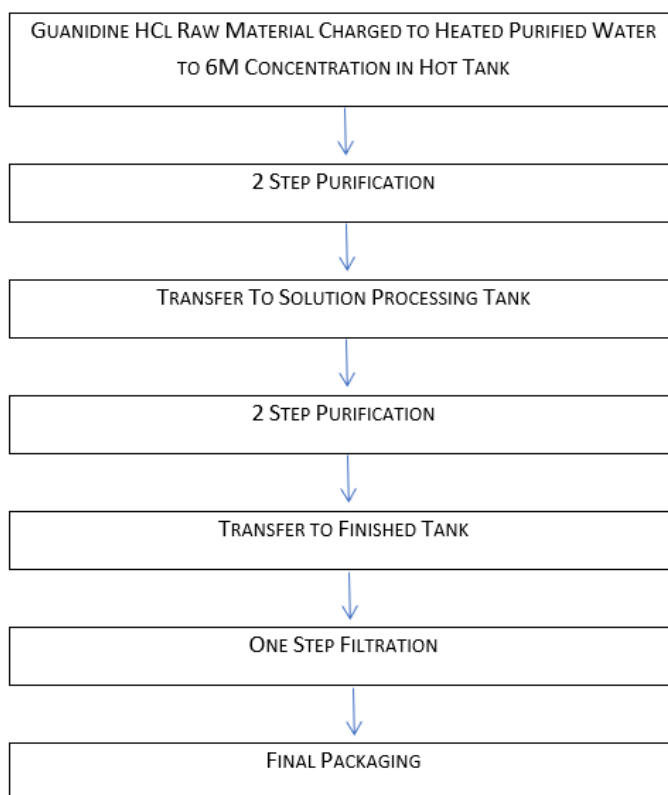 Guanidine HCl Raw Material Charged to Heated Purified Water
to 6M Concentration in Hot Tank
2 Step Purification
Transfer To Solution Processing Tank
2 Step Purification
Transfer to Finished Tank
One Step Filtration
Final Packaging